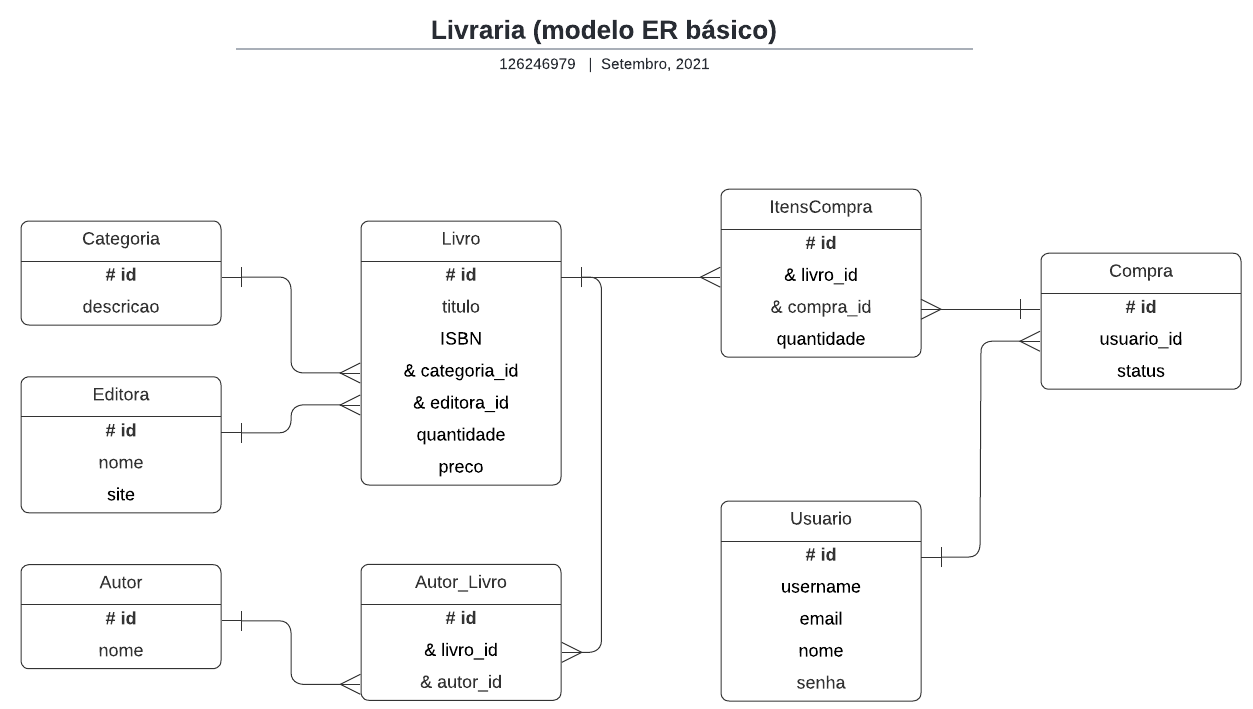 Livraria (modelo ER básico)
126246979 | Setembro, 2021
Categoria
# id
descricao
Editora
# id
nome
site
Autor
# id
nome
Livro
# id
titulo
ISBN
& categoria_id
& editora_id
quantidade
preco
Autor_Livro
# id
& livro_id
& autor_id
ItensCompra
# id
& livro_id
& compra_id
quantidade
Usuario
# id
username
email
nome
senha
Compra
# id
usuario_id
status